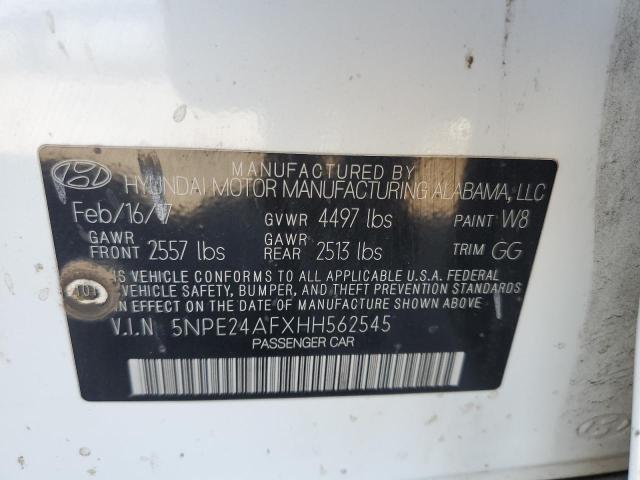 MANUFACTURED BY
HYUNDAI MOTOR MANUFACTURING ALABAMA, LLC
Feb/16/17 GVWR 4497 lbs PAINT W8
GAWR FRONT 2557 lbs GAWR REAR 2513 lbs TRIM GG
THIS VEHICLE CONFORMS TO ALL APPLICABLE U.S.A. FEDERAL
VEHICLE SAFETY, BUMPER, AND THEFT PREVENTION STANDARDS
IN EFFECT ON THE DATE OF MANUFACTURE SHOWN ABOVE.
V.I.N 5NPE24AFXHH562545
PASSENGER CAR